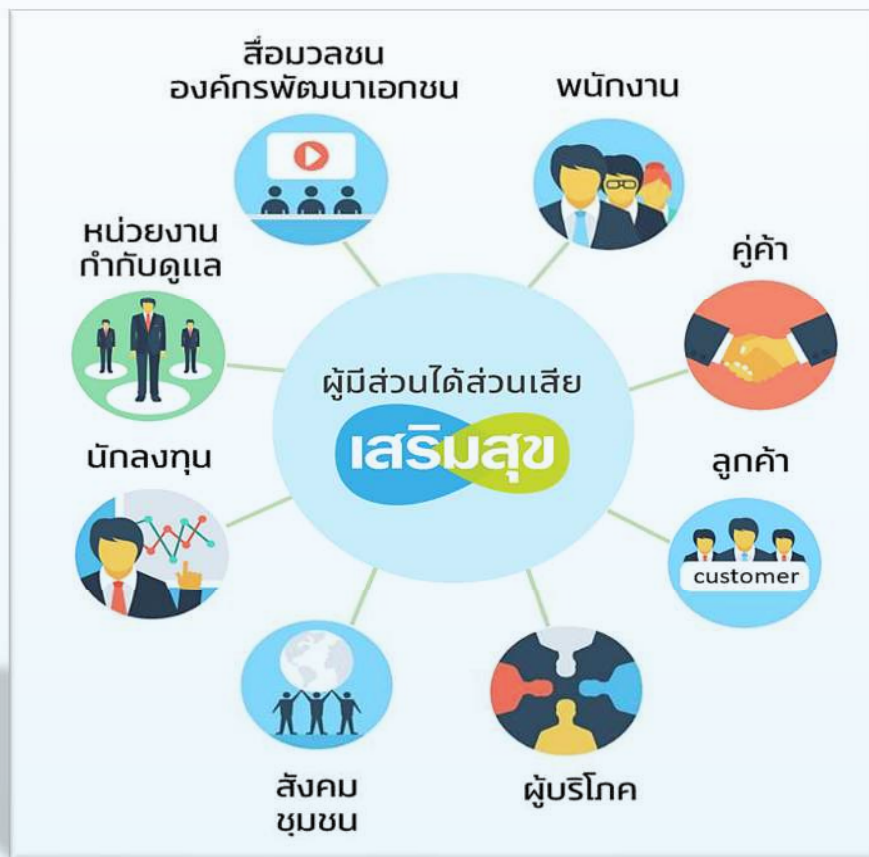 สื่อมวลชน
องค์กรพัฒนาเอกชน
พนักงาน
หน่วยงาน
กำกับดูแล
คู่ค้า
ผู้มีส่วนได้ส่วนเสีย
เสริมสุข
นักลงทุน
ลูกค้า
customer
สังคม
ชุมชน
ผู้บริโภค